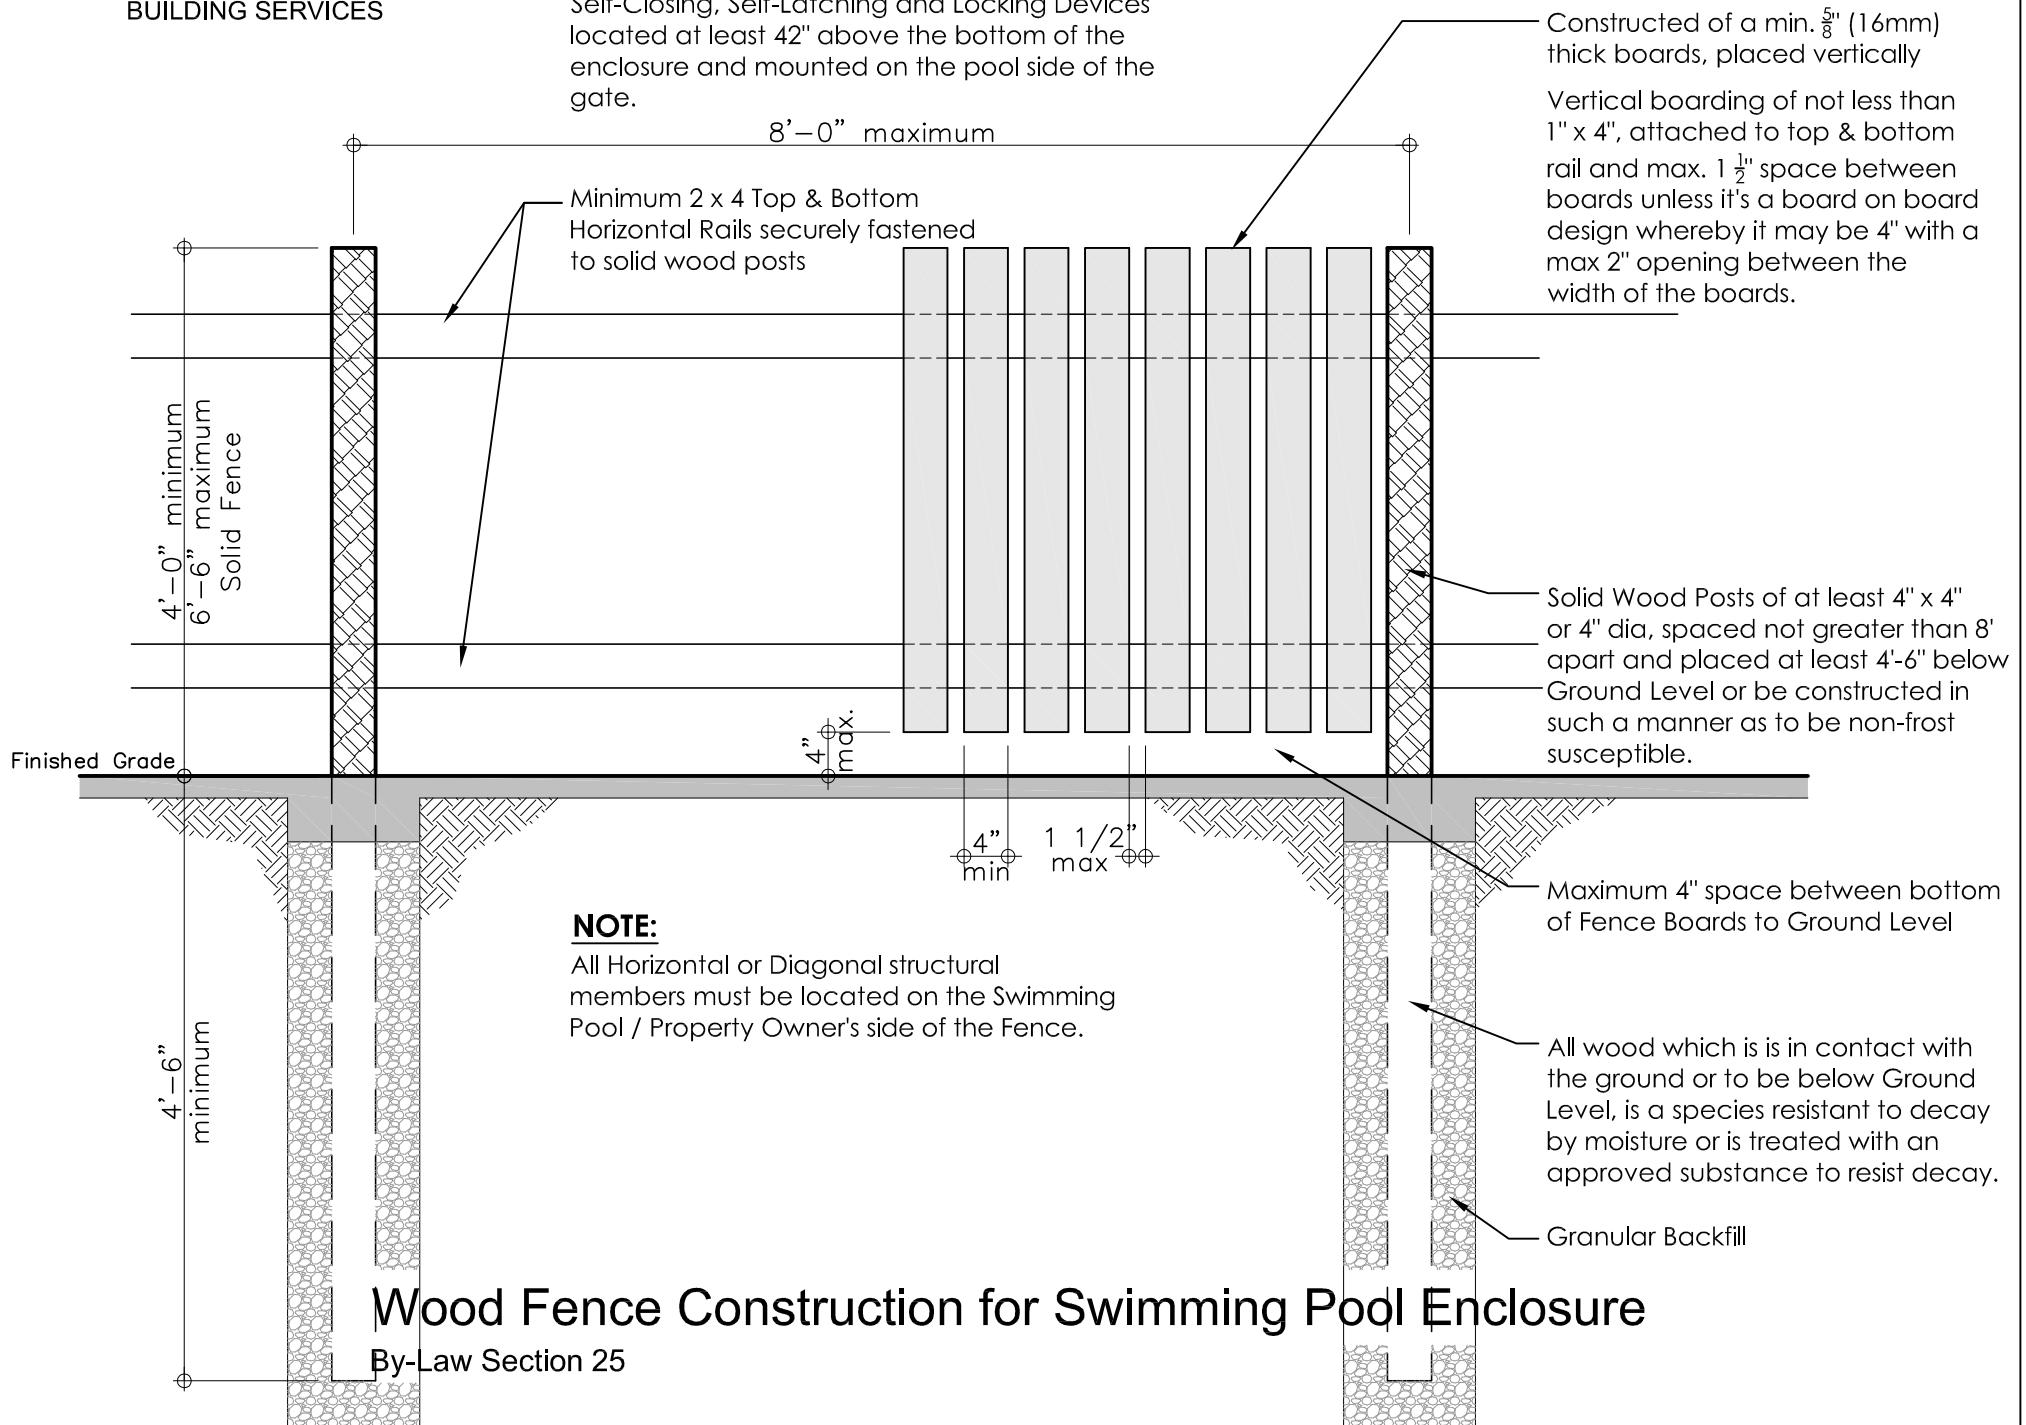 BUILDING SERVICES
Self-Closing, Self-Latching and Locking Devices
located at least 42" above the bottom of the
enclosure and mounted on the pool side of the
gate.
Constructed of a min. 5/8" (16mm)
thick boards, placed vertically
Vertical boarding of not less than
1" x 4", attached to top & bottom
rail and max. 1 1/2" space between
boards unless it's a board on board
design whereby it may be 4" with a
max 2" opening between the
width of the boards.
8'-0" maximum
Minimum 2 x 4 Top & Bottom
Horizontal Rails securely fastened
to solid wood posts
4'-0" minimum
6'-6" maximum
Solid Fence
Solid Wood Posts of at least 4" x 4"
or 4" dia, spaced not greater than 8'
apart and placed at least 4'-6" below
Ground Level or be constructed in
such a manner as to be non-frost
susceptible.
4"
max.
Finished Grade
4"
min
1 1/2"
max
Maximum 4" space between bottom
of Fence Boards to Ground Level
NOTE:
All Horizontal or Diagonal structural
members must be located on the Swimming
Pool / Property Owner's side of the Fence.
4'-6"
minimum
All wood which is is in contact with
the ground or to be below Ground
Level, is a species resistant to decay
by moisture or is treated with an
approved substance to resist decay.
Granular Backfill
Wood Fence Construction for Swimming Pool Enclosure
By-Law Section 25